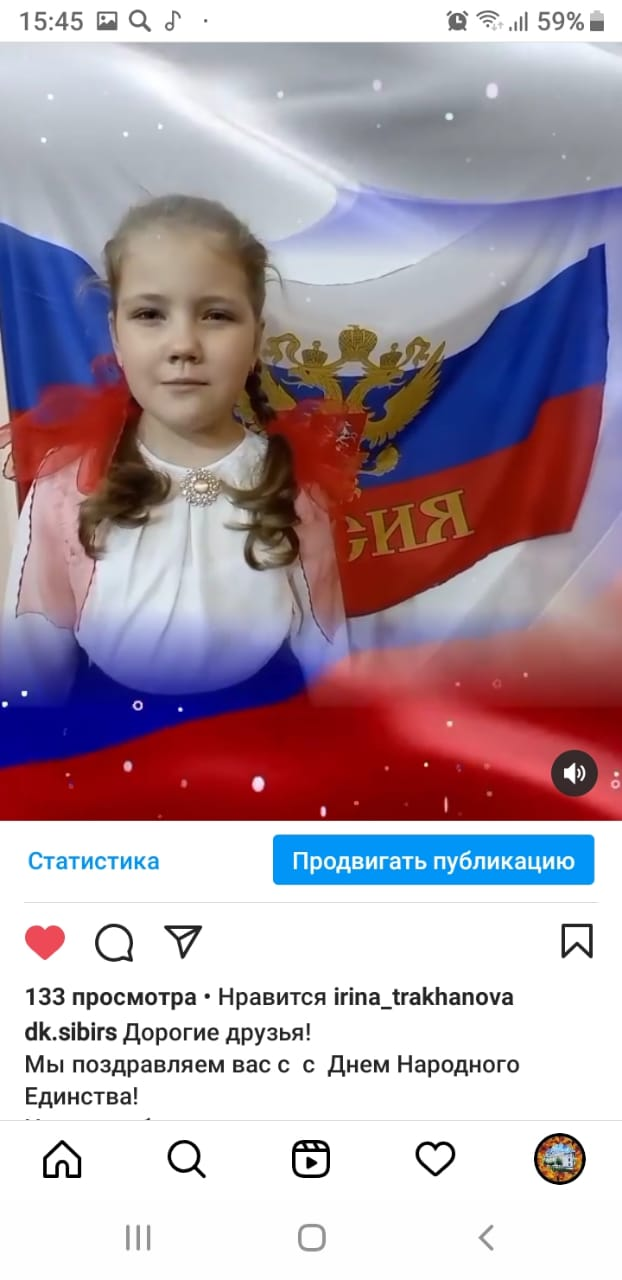 15:45
59%
СИЯ
Статистика
Продвигать публикацию
133 просмотра • Нравится irina_trakhanova
dk.sibirs Дорогие друзья!
Мы поздравляем вас с с Днем Народного
Единства!